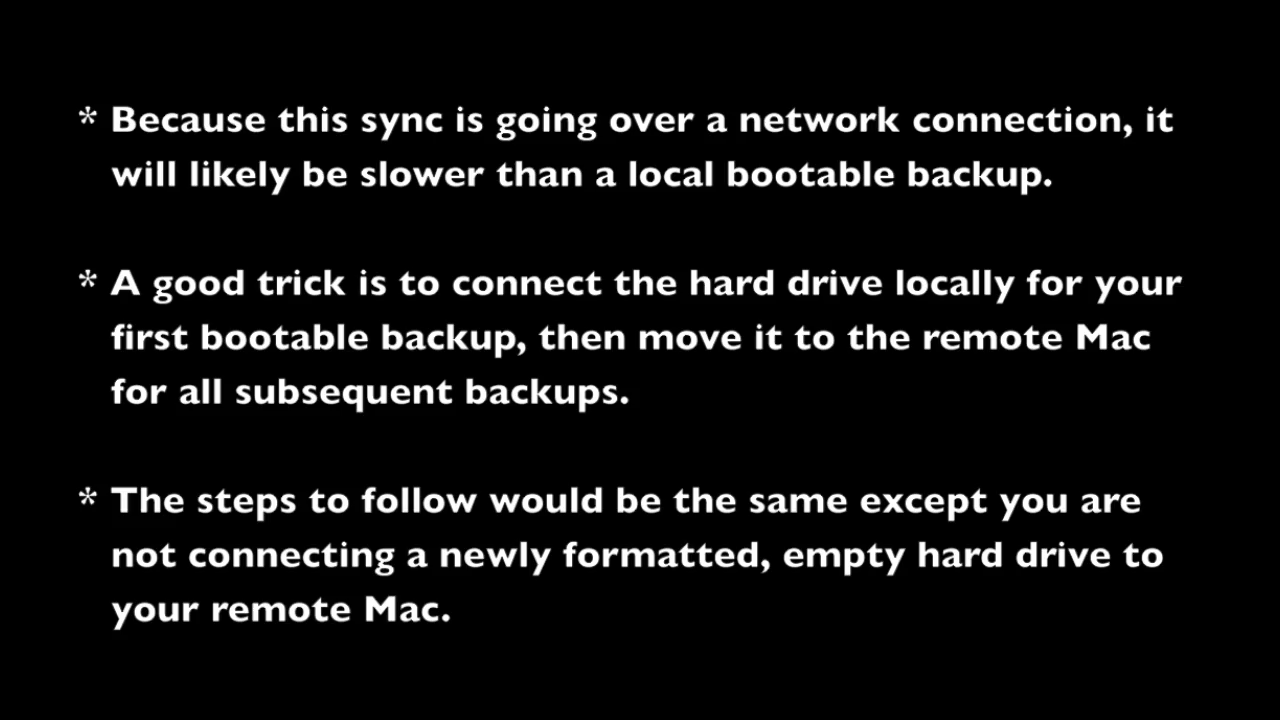 * Because this sync is going over a network connection, it
will likely be slower than a local bootable backup.
* A good trick is to connect the hard drive locally for your
first bootable backup, then move it to the remote Mac
for all subsequent backups.
* The steps to follow would be the same except you are
not connecting a newly formatted, empty hard drive to
your remote Mac.